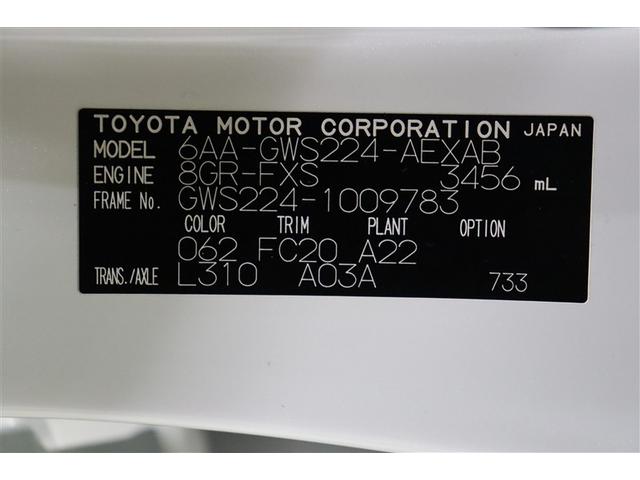 TOYOTA MOTOR CORPORATION JAPAN
MODEL 6AA-GWS224-AEXAB
ENGINE 8GR-FXS 3456 mL
FRAME No. GWS224-1009783
COLOR TRIM PLANT OPTION
062 FC20 A22
TRANS./AXLE L310 A03A 733